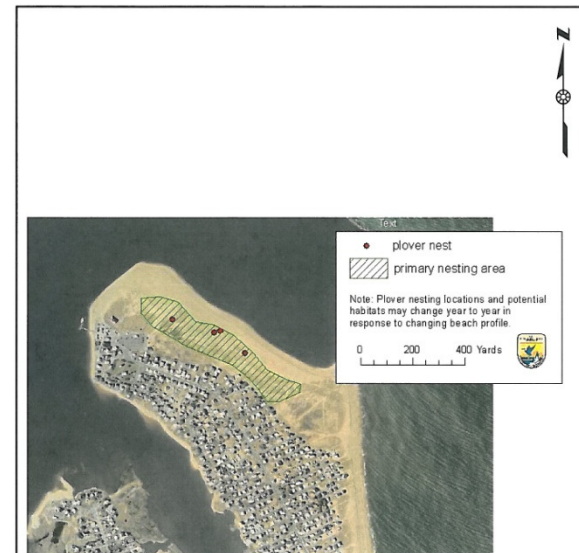 N
Text
plover nest
primary nesting area
Note: Plover nesting locations and potential
habitats may change year to year in
response to changing beach profile.
0 200 400 Yards